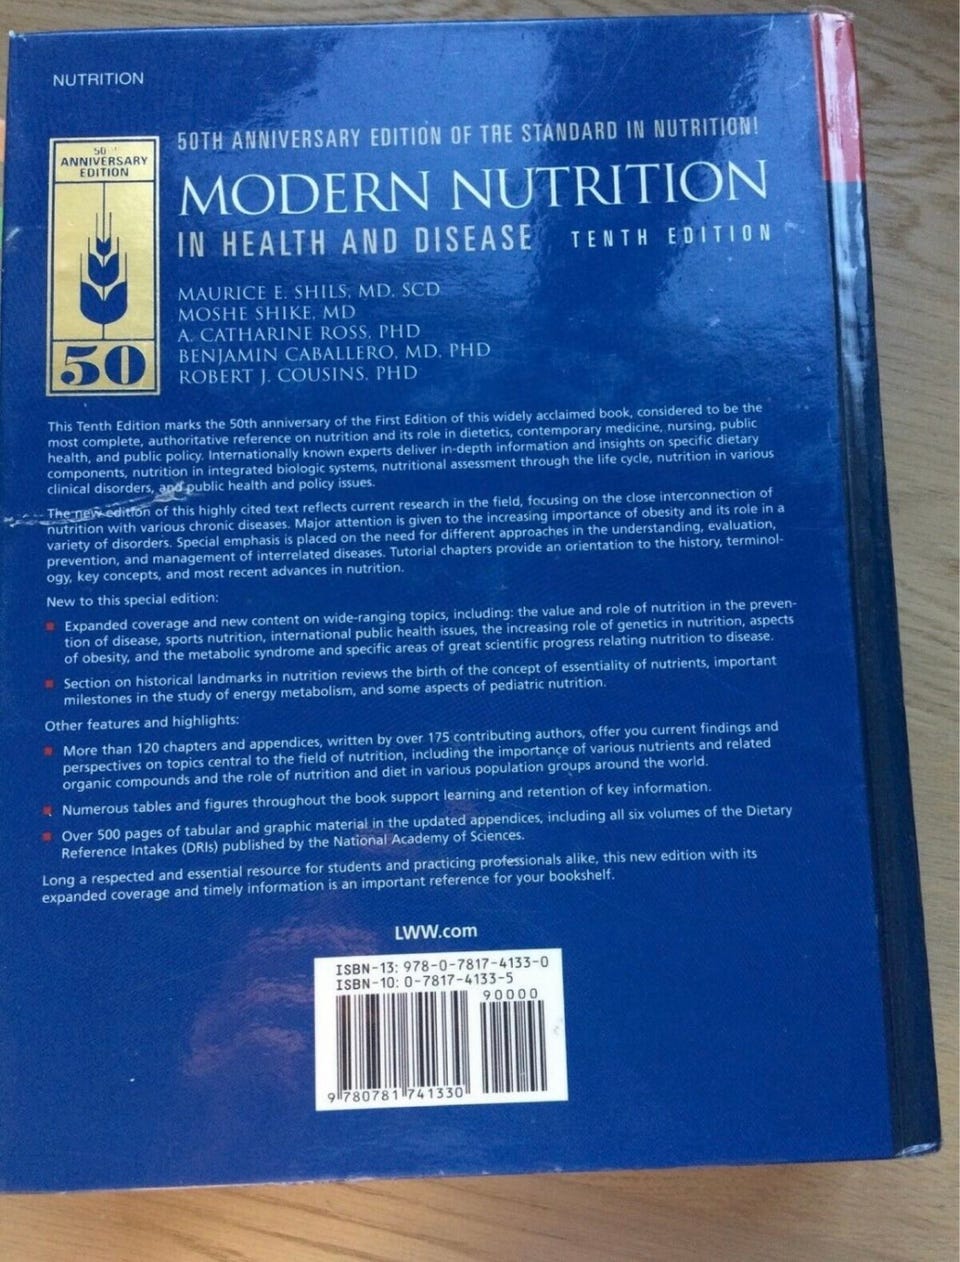 NUTRITION
50TH ANNIVERSARY EDITION OF THE STANDARD IN NUTRITION!
50TH
ANNIVERSARY
EDITION
MODERN NUTRITION
IN HEALTH AND DISEASE TENTH EDITION
MAURICE E. SHILS, MD, SCD
MOSHE SHIKE, MD
A. CATHARINE ROSS, PHD
BENJAMIN CABALLERO, MD, PHD
ROBERT J. COUSINS, PHD
50
This Tenth Edition marks the 50th anniversary of the First Edition of this widely acclaimed book, considered to be the
most complete, authoritative reference on nutrition and its role in dietetics, contemporary medicine, nursing, public
health, and public policy. Internationally known experts deliver in-depth information and insights on specific dietary
components, nutrition in integrated biologic systems, nutritional assessment through the life cycle, nutrition in various
clinical disorders, and public health and policy issues.
The new edition of this highly cited text reflects current research in the field, focusing on the close interconnection of
nutrition with various chronic diseases. Major attention is given to the increasing importance of obesity and its role in a
variety of disorders. Special emphasis is placed on the need for different approaches in the understanding, evaluation,
prevention, and management of interrelated diseases. Tutorial chapters provide an orientation to the history, terminol-
ogy, key concepts, and most recent advances in nutrition.
New to this special edition:
Expanded coverage and new content on wide-ranging topics, including: the value and role of nutrition in the preven-
tion of disease, sports nutrition, international public health issues, the increasing role of genetics in nutrition, aspects
of obesity, and the metabolic syndrome and specific areas of great scientific progress relating nutrition to disease.
Section on historical landmarks in nutrition reviews the birth of the concept of essentiality of nutrients, important
milestones in the study of energy metabolism, and some aspects of pediatric nutrition.
Other features and highlights:
More than 120 chapters and appendices, written by over 175 contributing authors, offer you current findings and
perspectives on topics central to the field of nutrition, including the importance of various nutrients and related
organic compounds and the role of nutrition and diet in various population groups around the world.
Numerous tables and figures throughout the book support learning and retention of key information.
Over 500 pages of tabular and graphic material in the updated appendices, including all six volumes of the Dietary
Reference Intakes (DRIs) published by the National Academy of Sciences.
Long a respected and essential resource for students and practicing professionals alike, this new edition with its
expanded coverage and timely information is an important reference for your bookshelf.
LWW.com
ISBN-13: 978-0-7817-4133-0
ISBN-10: 0-7817-4133-5
90000
9 780781 741330